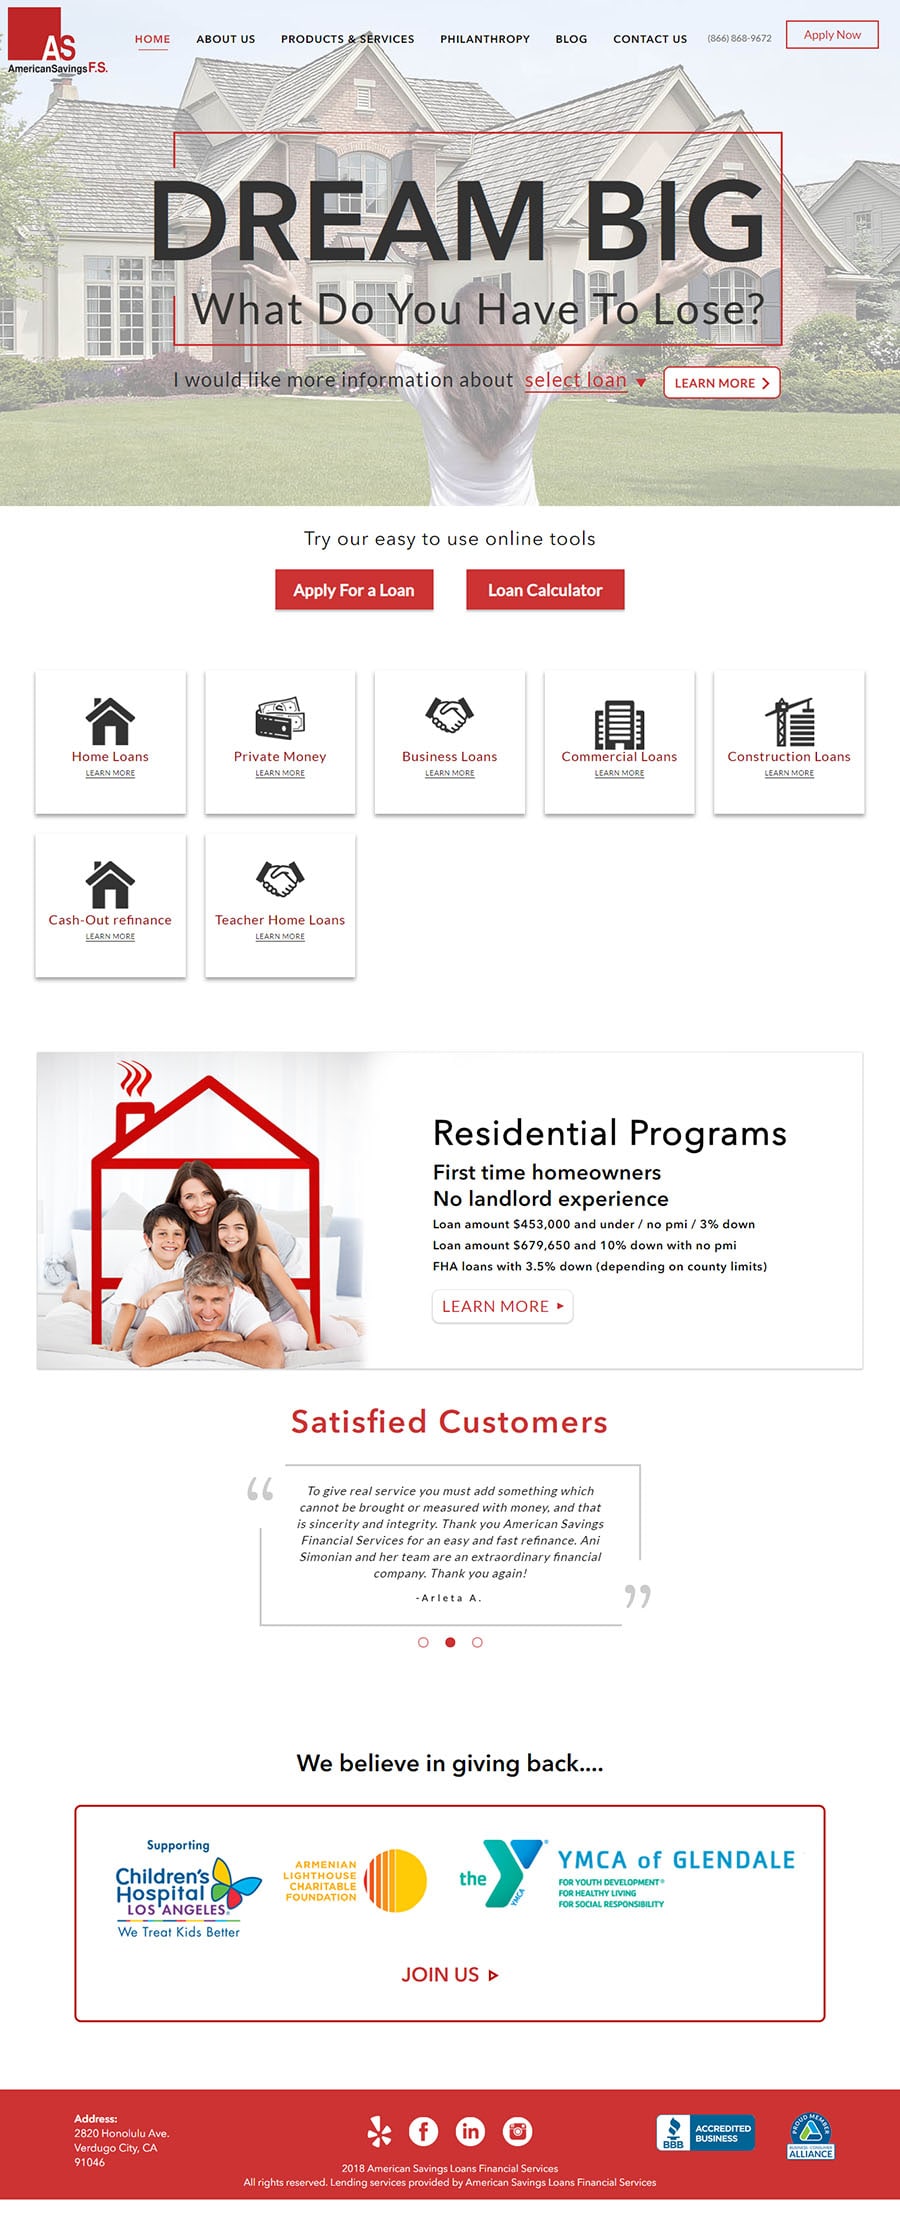 AS
AmericanSavings F.S.
HOME
ABOUT US
PRODUCTS & SERVICES
PHILANTHROPY
BLOG
CONTACT US
(866) 868-9672
Apply Now
DREAM BIG
What Do You Have To Lose?
I would like more information about select loan
LEARN MORE
Try our easy to use online tools
Apply For a Loan
Loan Calculator
Home Loans
LEARN MORE
Private Money
LEARN MORE
Business Loans
LEARN MORE
Commercial Loans
LEARN MORE
Construction Loans
LEARN MORE
Cash-Out refinance
LEARN MORE
Teacher Home Loans
LEARN MORE
Residential Programs
First time homeowners
No landlord experience
Loan amount $453,000 and under / no pmi / 3% down
Loan amount $679,650 and 10% down with no pmi
FHA loans with 3.5% down (depending on county limits)
LEARN MORE
Satisfied Customers
“
To give real service you must add something which
cannot be brought or measured with money, and that
is sincerity and integrity. Thank you American Savings
Financial Services for an easy and fast refinance. Ani
Simonian and her team are an extraordinary financial
company. Thank you again!
-Arleta A.
”
We believe in giving back....
Supporting
Children's
Hospital
LOS ANGELES®
We Treat Kids Better
ARMENIAN
LIGHTHOUSE
CHARITABLE
FOUNDATION
the
YMCA
®
YMCA of GLENDALE
FOR YOUTH DEVELOPMENT®
FOR HEALTHY LIVING
FOR SOCIAL RESPONSIBILITY
JOIN US
Address:
2820 Honolulu Ave.
Verdugo City, CA
91046
BBB
ACCREDITED
BUSINESS
PROUD MEMBER
BUSINESS CONSUMER
ALLIANCE
2018 American Savings Loans Financial Services
All rights reserved. Lending services provided by American Savings Loans Financial Services